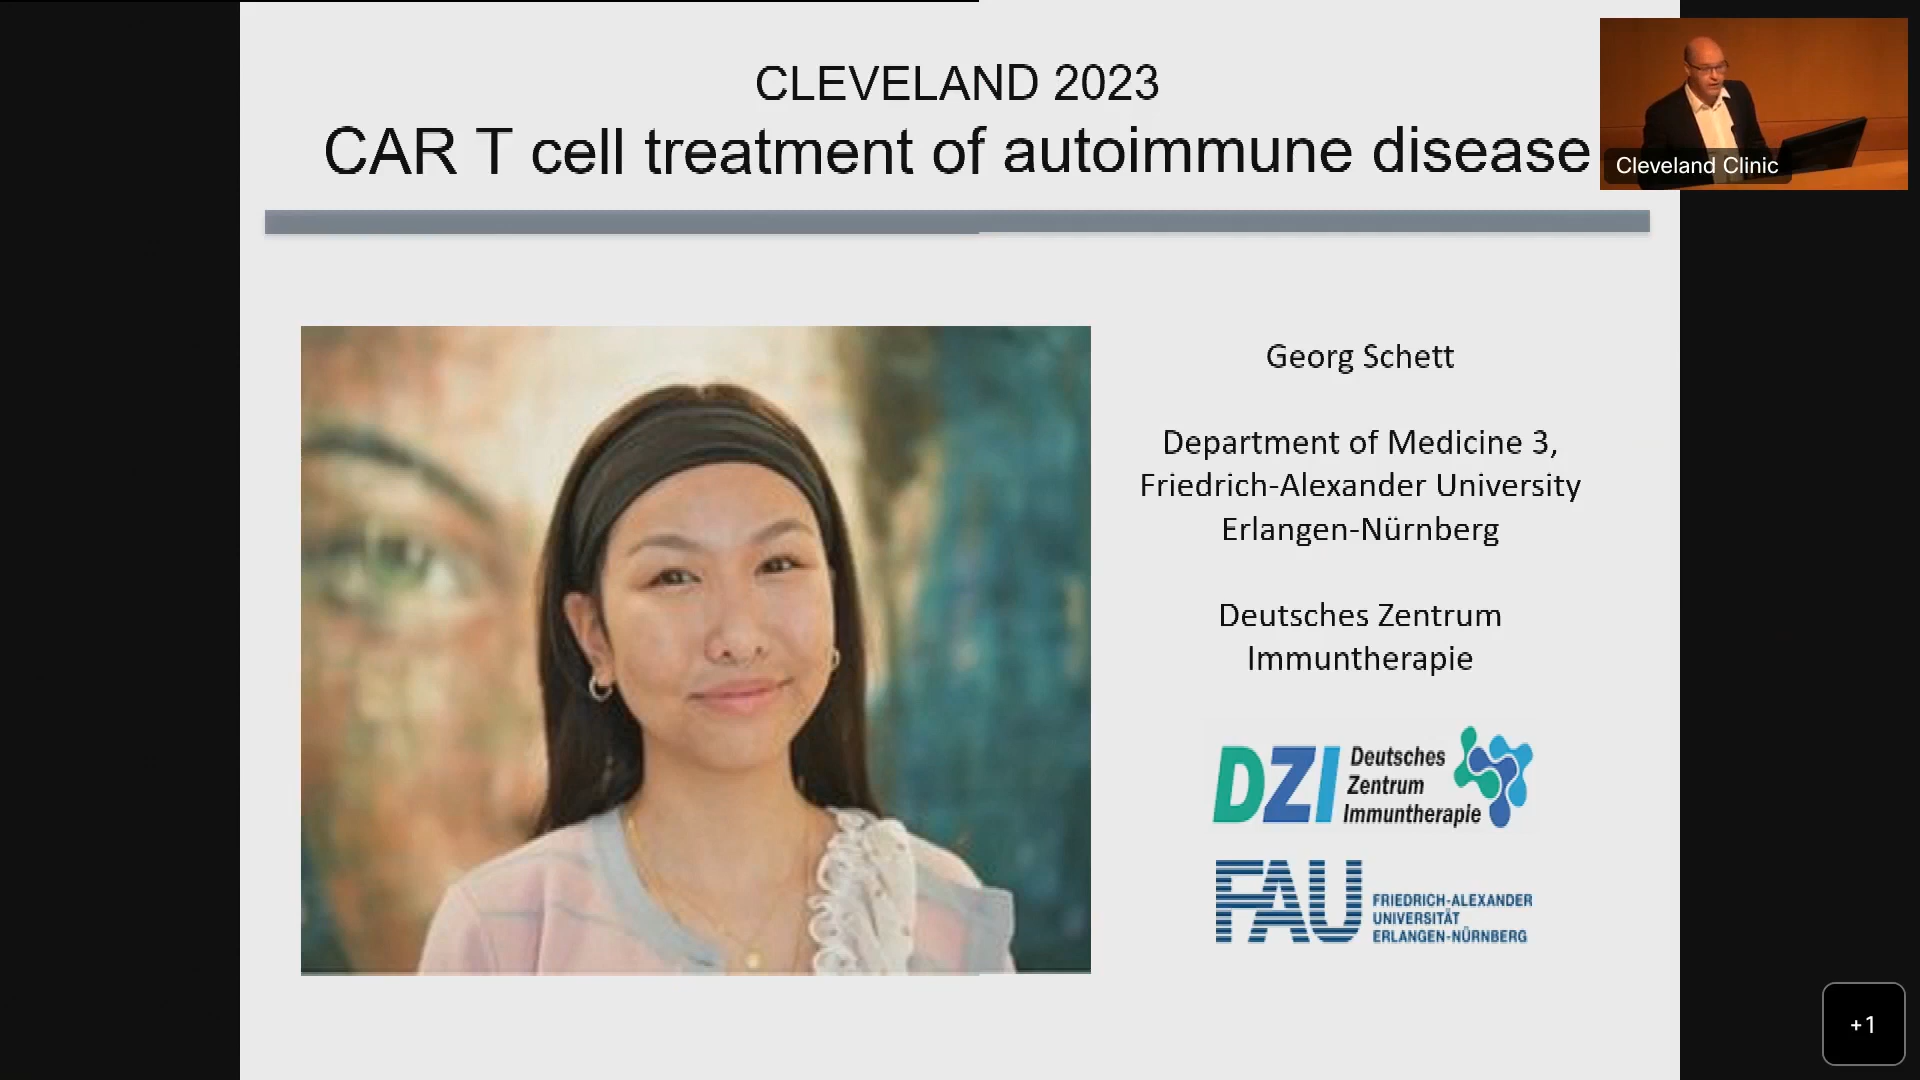 CLEVELAND 2023
CAR T cell treatment of autoimmune disease
Cleveland Clinic
Georg Schett
Department of Medicine 3,
Friedrich-Alexander University
Erlangen-Nürnberg
Deutsches Zentrum
Immuntherapie
DZI
Deutsches
Zentrum
Immuntherapie
FAU
FRIEDRICH-ALEXANDER
UNIVERSITÄT
ERLANGEN-NÜRNBERG
+1